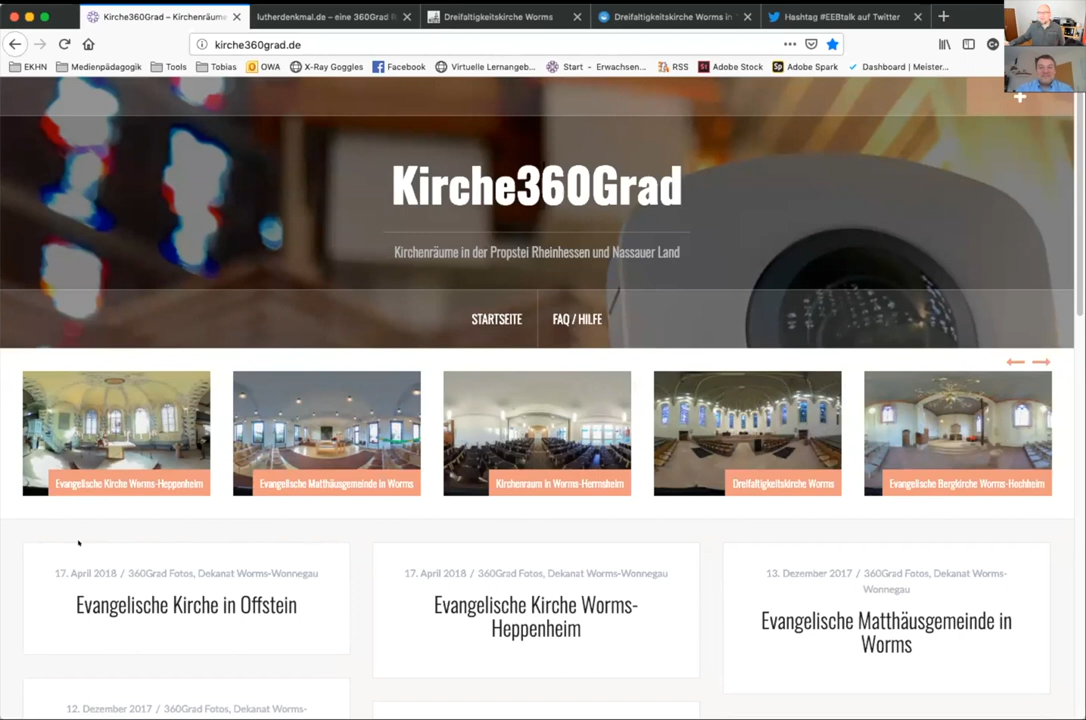 Kirche360Grad – Kirchenräume
lutherdenkmal.de – eine 360Grad
Dreifaltigkeitskirche Worms
Dreifaltigkeitskirche Worms in
Hashtag #EEBtalk auf Twitter
kirche360grad.de
EKHN
Medienpädagogik
Tools
Tobias
OWA
X-Ray Goggles
Facebook
Virtuelle Lernangeb...
Start - Erwachsen...
RSS
Adobe Stock
Adobe Spark
Dashboard | Meister...
Kirche360Grad
Kirchenräume in der Propstei Rheinhessen und Nassauer Land
STARTSEITE
FAQ / HILFE
Evangelische Kirche Worms-Heppenheim
Evangelische Matthäusgemeinde in Worms
Kirchenraum in Worms-Herrnsheim
Dreifaltigkeitskirche Worms
Evangelische Bergkirche Worms-Hochheim
17. April 2018 / 360Grad Fotos, Dekanat Worms-Wonnegau
Evangelische Kirche in Offstein
17. April 2018 / 360Grad Fotos, Dekanat Worms-Wonnegau
Evangelische Kirche Worms-
Heppenheim
13. Dezember 2017 / 360Grad Fotos, Dekanat Worms-
Wonnegau
Evangelische Matthäusgemeinde in
Worms
12. Dezember 2017 / 360Grad Fotos, Dekanat Worms-